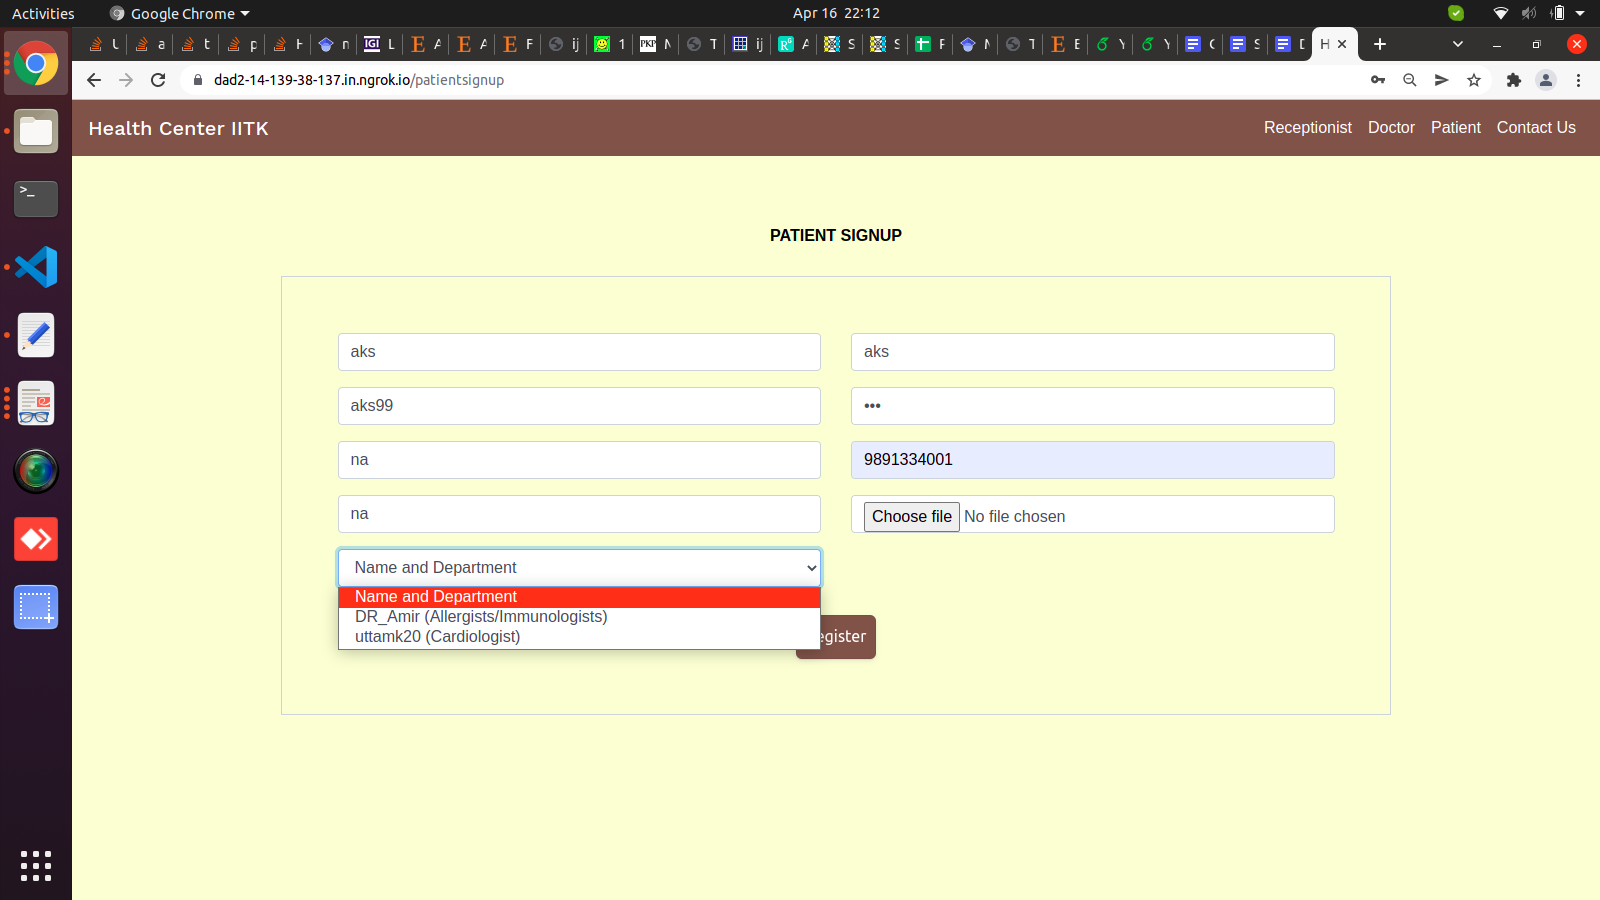 Activities Google Chrome Apr 16 22:12
dad2-14-139-38-137.in.ngrok.io/patientsignup
Health Center IITK Receptionist Doctor Patient Contact Us
PATIENT SIGNUP
aks aks
aks99 •••
na 9891334001
na Choose file No file chosen
Name and Department
Name and Department
DR_Amir (Allergists/Immunologists)
uttamk20 (Cardiologist)
egister